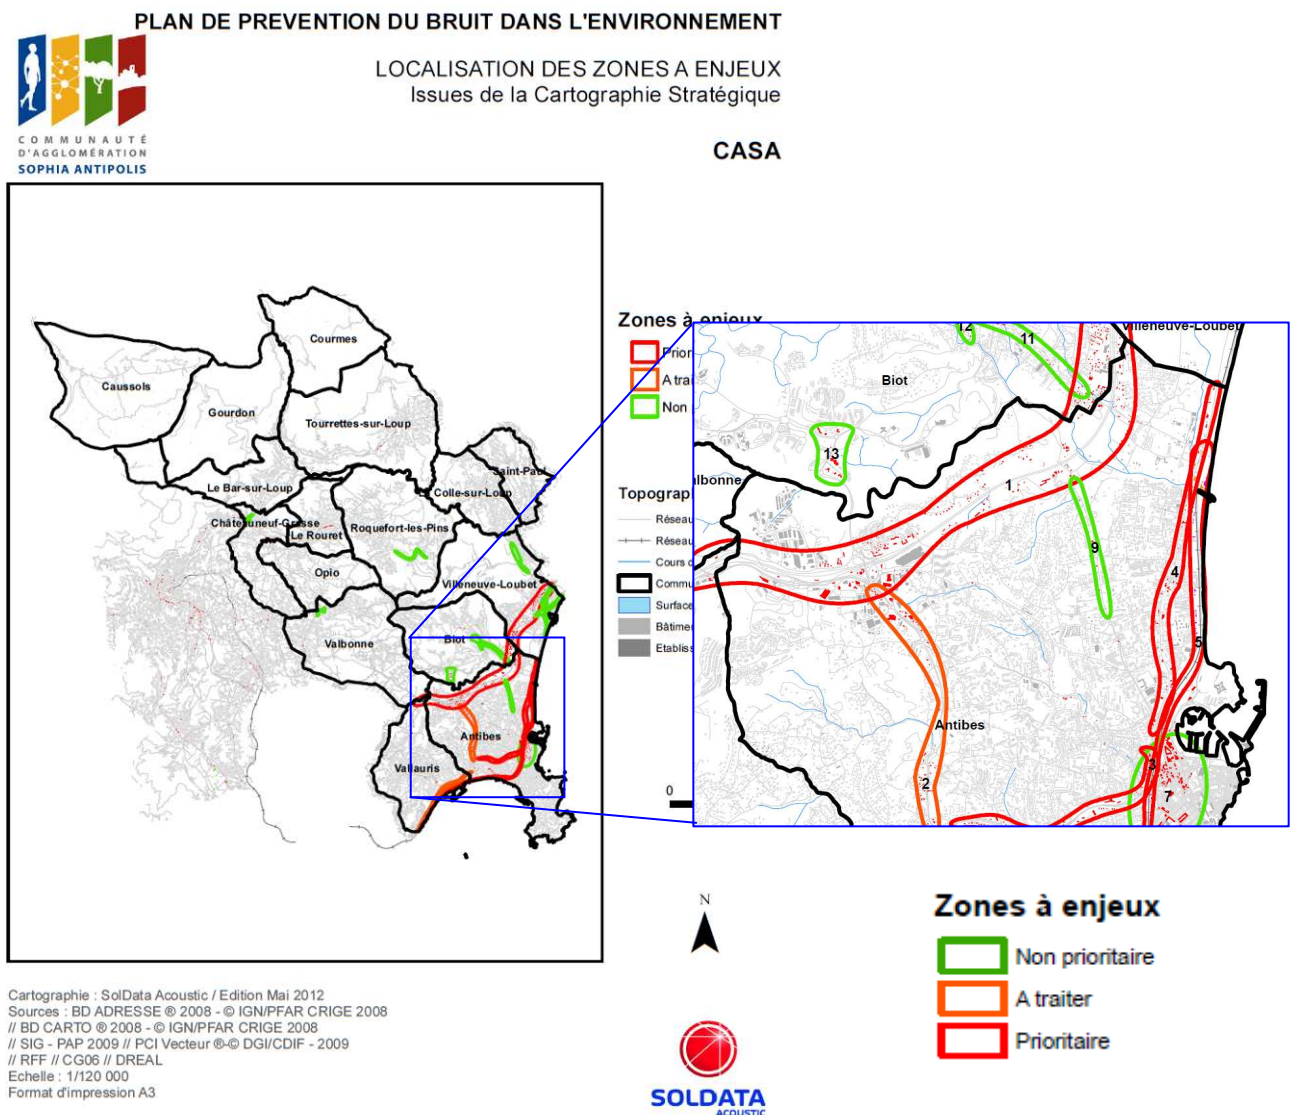 PLAN DE PREVENTION DU BRUIT DANS L'ENVIRONNEMENT
LOCALISATION DES ZONES A ENJEUX
Issues de la Cartographie Stratégique
CASA
COMMUNAUTÉ
D'AGGLOMÉRATION
SOPHIA ANTIPOLIS
Courmes
Caussols
Gourdon
Tourrettes-sur-Loup
Saint-Paul
Le Bar-sur-Loup
Colle-sur-Loup
Châteauneuf-Grasse
Le Rouret
Roquefort-les-Pins
Opio
Villeneuve-Loubet
Valbonne
Biot
Antibes
Vallauris
Zones à enjeux
Prior
A trai
Non
Topograp
Réseau
Réseau
Cours d
Commu
Surface
Bâtime
Etablis
0
Villeneuve-Loubet
12
11
Biot
13
lbonne
1
9
4
5
Antibes
2
3
7
N
Zones à enjeux
Non prioritaire
A traiter
Prioritaire
Cartographie : SolData Acoustic / Edition Mai 2012
Sources : BD ADRESSE ® 2008 - © IGN/PFAR CRIGE 2008
// BD CARTO ® 2008 - © IGN/PFAR CRIGE 2008
// SIG - PAP 2009 // PCI Vecteur ®-© DGI/CDIF - 2009
// RFF // CG06 // DREAL
Echelle : 1/120 000
Format d'impression A3
SOLDATA
ACOUSTIC